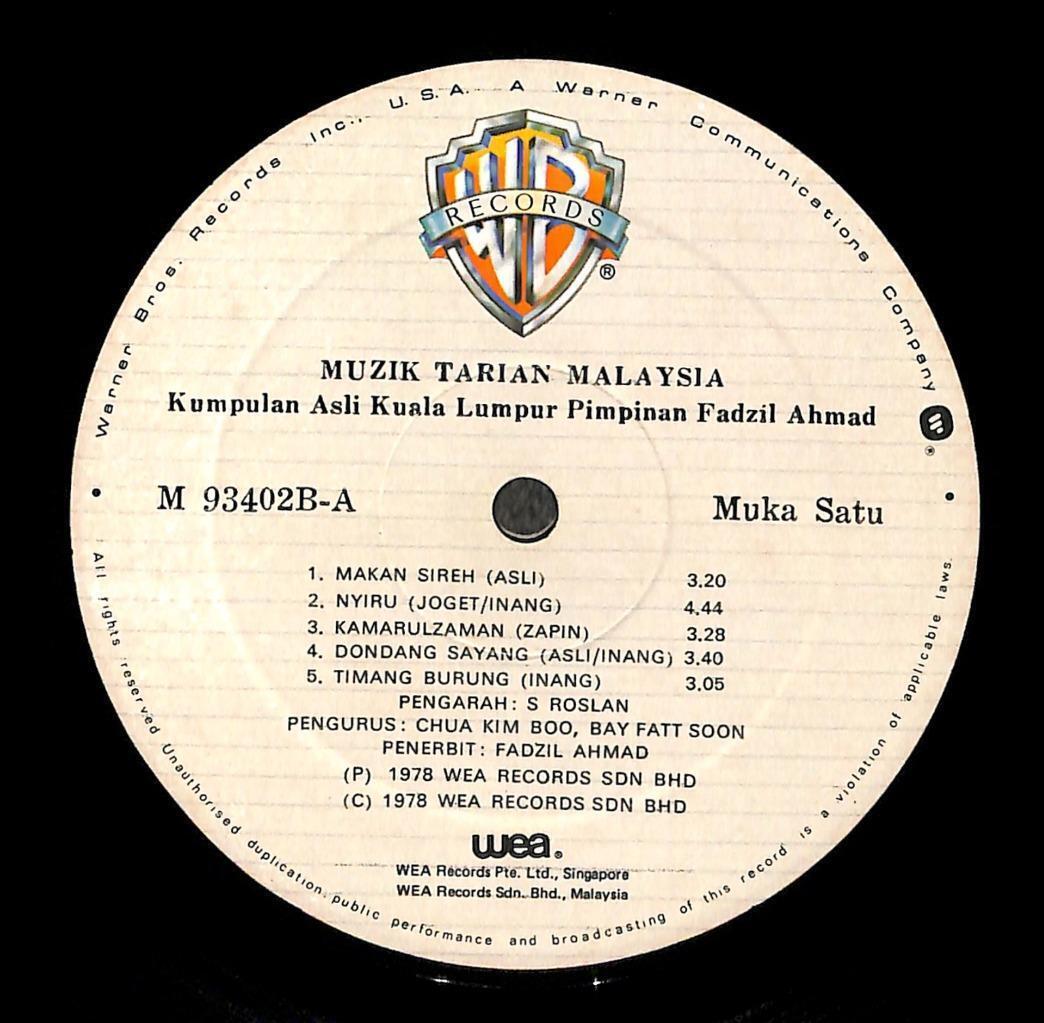 Warner Bros. Records Inc., U. S. A. A Warner Communications Company
WB
RECORDS
®
MUZIK TARIAN MALAYSIA
Kumpulan Asli Kuala Lumpur Pimpinan Fadzil Ahmad
M 93402B-A
Muka Satu
1. MAKAN SIREH (ASLI) 3.20
2. NYIRU (JOGET/INANG) 4.44
3. KAMARULZAMAN (ZAPIN) 3.28
4. DONDANG SAYANG (ASLI/INANG) 3.40
5. TIMANG BURUNG (INANG) 3.05
PENGARAH: S ROSLAN
PENGURUS: CHUA KIM BOO, BAY FATT SOON
PENERBIT: FADZIL AHMAD
(P) 1978 WEA RECORDS SDN BHD
(C) 1978 WEA RECORDS SDN BHD
wea®
WEA Records Pte. Ltd., Singapore
WEA Records Sdn. Bhd., Malaysia
All rights reserved Unauthorised duplication, public performance and broadcasting of this record is a violation of applicable laws.